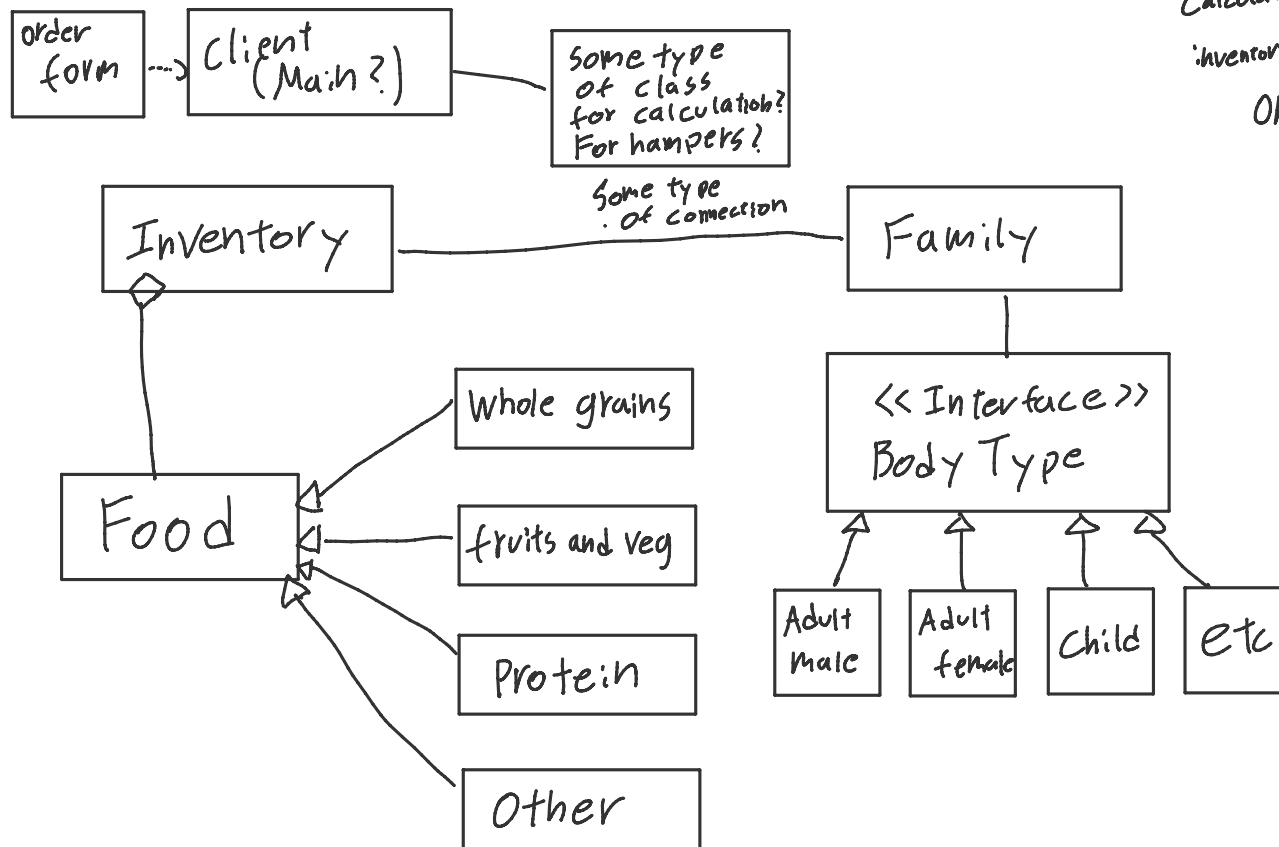 order
form
Client
(Main?)
Some type
of class
for calculation?
For hampers?
Some type
of connection
Inventory
Family
<<Interface>>
Body Type
Whole grains
Food
fruits and veg
Protein
Other
Adult
male
Adult
female
Child
etc